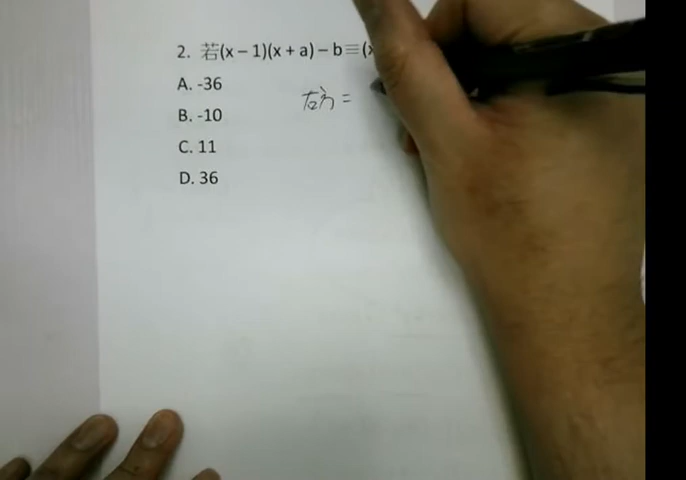 2. 若(x – 1)(x + a) – b ≡ (x
A. -36
右方 =
B. -10
C. 11
D. 36